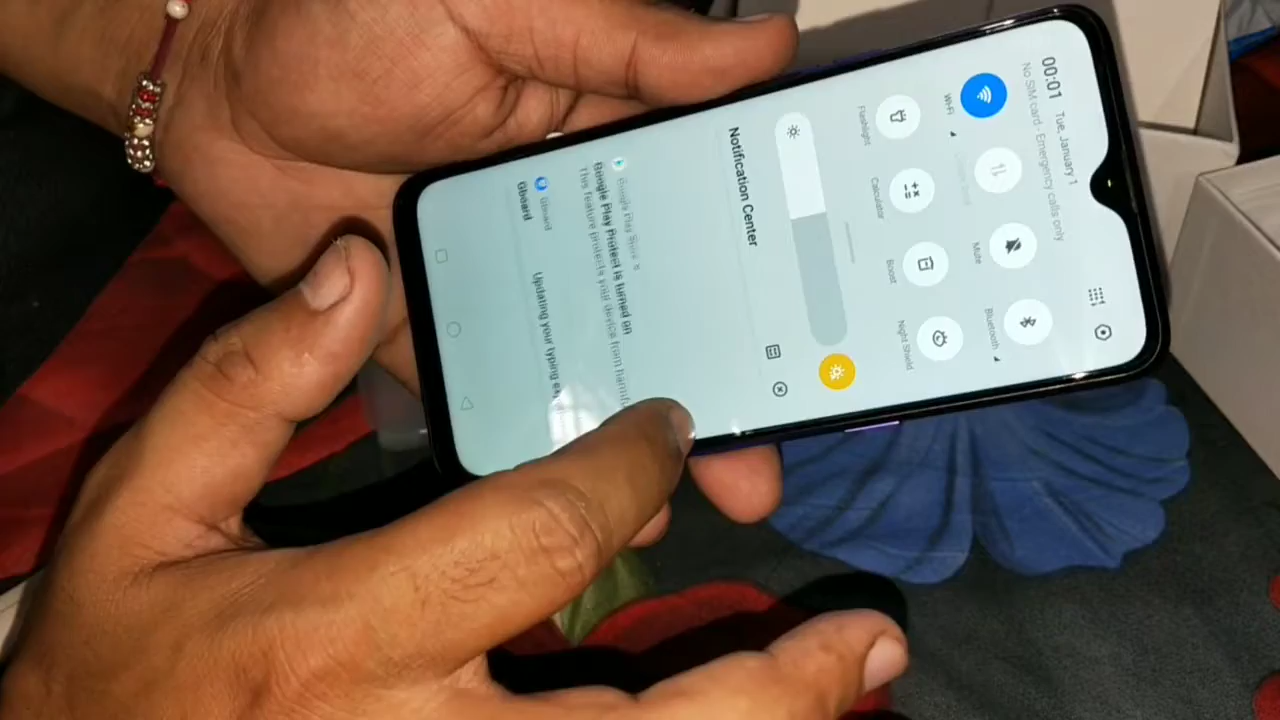 00:01 Tue, January 1
No SIM card - Emergency calls only
Wi-Fi
Mute
Bluetooth
Flashlight
Calculator
Boost
Night Shield
Notification Center
Google Play Store
Google Play Protect is turned on
This feature protects your device from harmf
Gboard
Gboard
Updating your typing ex